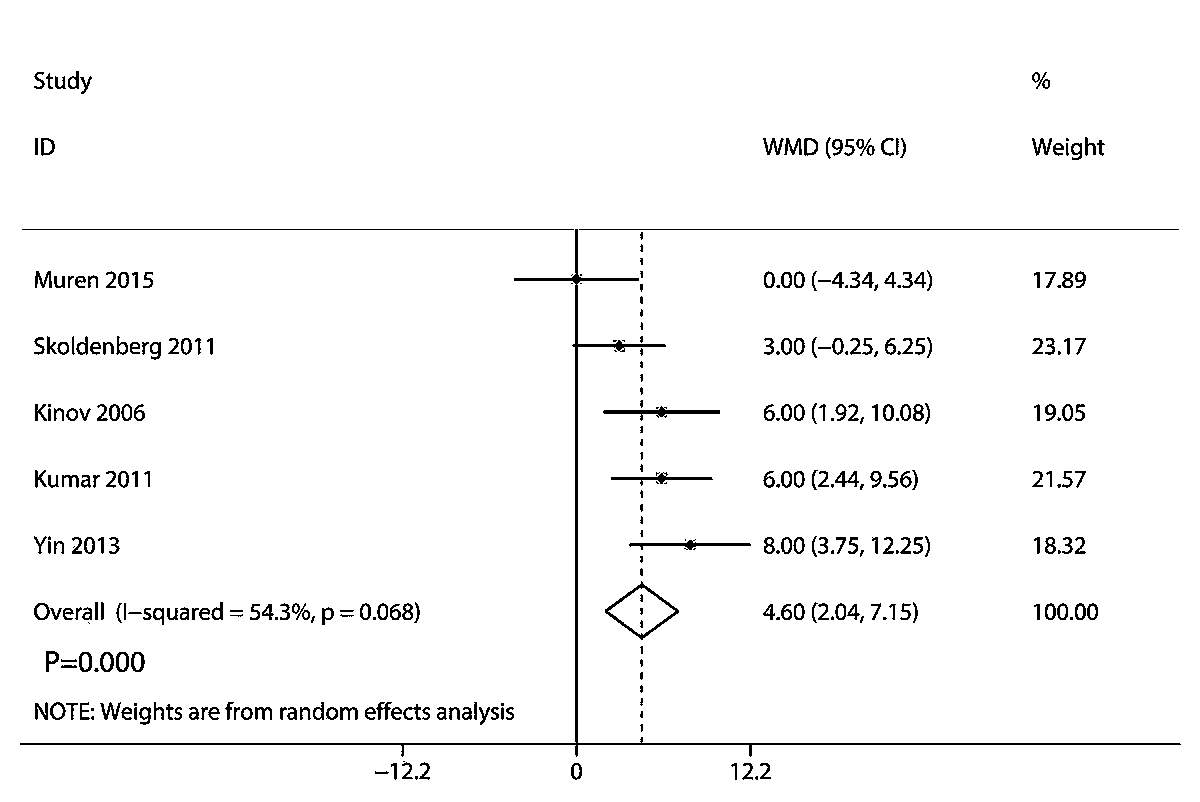 Study %
ID WMD (95% CI) Weight
Muren 2015 0.00 (−4.34, 4.34) 17.89
Skoldenberg 2011 3.00 (−0.25, 6.25) 23.17
Kinov 2006 6.00 (1.92, 10.08) 19.05
Kumar 2011 6.00 (2.44, 9.56) 21.57
Yin 2013 8.00 (3.75, 12.25) 18.32
Overall (I−squared = 54.3%, p = 0.068) 4.60 (2.04, 7.15) 100.00
P=0.000
NOTE: Weights are from random effects analysis
−12.2 0 12.2